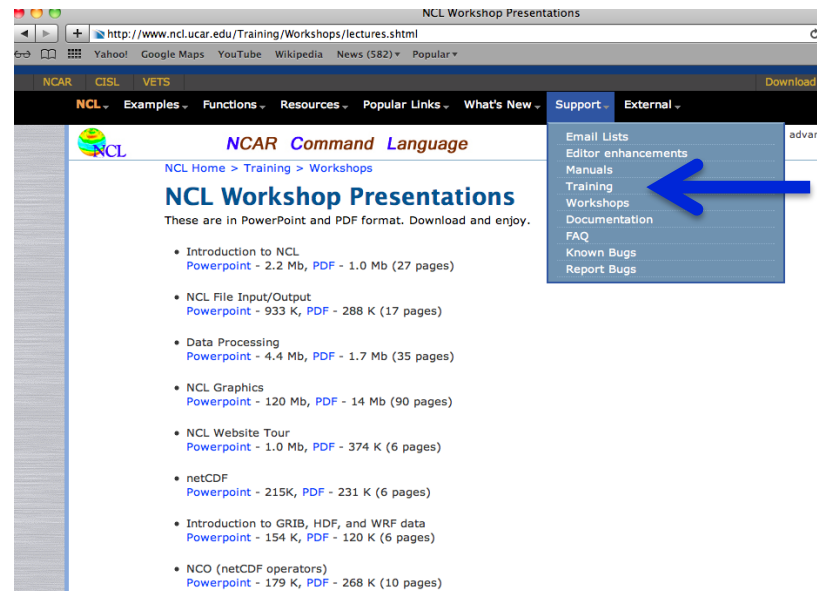 NCL Workshop Presentations
http://www.ncl.ucar.edu/Training/Workshops/lectures.shtml
Yahoo! Google Maps YouTube Wikipedia News (582) Popular
NCAR CISL VETS Download
NCL Examples Functions Resources Popular Links What's New Support External
NCL
NCAR Command Language
Email Lists
Editor enhancements
Manuals
Training
Workshops
Documentation
FAQ
Known Bugs
Report Bugs
advan
NCL Home > Training > Workshops
NCL Workshop Presentations
These are in PowerPoint and PDF format. Download and enjoy.
• Introduction to NCL
Powerpoint - 2.2 Mb, PDF - 1.0 Mb (27 pages)
• NCL File Input/Output
Powerpoint - 933 K, PDF - 288 K (17 pages)
• Data Processing
Powerpoint - 4.4 Mb, PDF - 1.7 Mb (35 pages)
• NCL Graphics
Powerpoint - 120 Mb, PDF - 14 Mb (90 pages)
• NCL Website Tour
Powerpoint - 1.0 Mb, PDF - 374 K (6 pages)
• netCDF
Powerpoint - 215K, PDF - 231 K (6 pages)
• Introduction to GRIB, HDF, and WRF data
Powerpoint - 154 K, PDF - 120 K (6 pages)
• NCO (netCDF operators)
Powerpoint - 179 K, PDF - 268 K (10 pages)